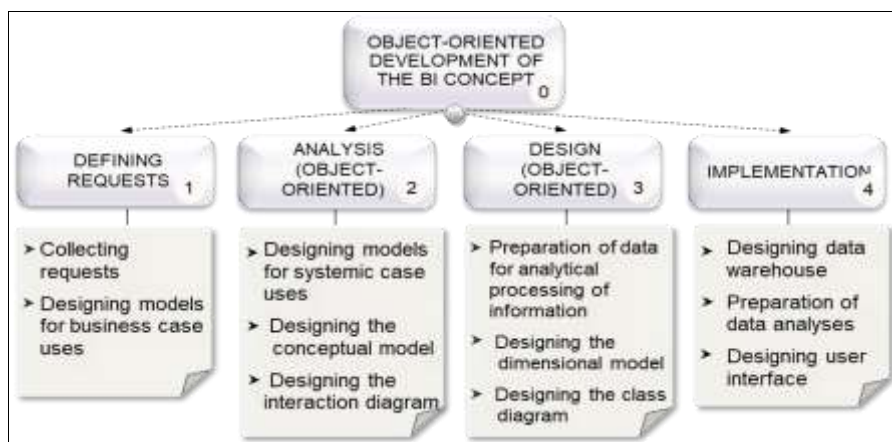 OBJECT-ORIENTED
DEVELOPMENT OF
THE BI CONCEPT
0
DEFINING
REQUESTS
1
ANALYSIS
(OBJECT-
ORIENTED)
2
DESIGN
(OBJECT-
ORIENTED)
3
IMPLEMENTATION
4
➤ Collecting
requests
➤ Designing models
for business case
uses
➤ Designing models
for systemic case
uses
➤ Designing the
conceptual model
➤ Designing the
interaction diagram
➤ Preparation of data
for analytical
processing of
information
➤ Designing the
dimensional model
➤ Designing the class
diagram
➤ Designing data
warehouse
➤ Preparation of
data analyses
➤ Designing user
interface